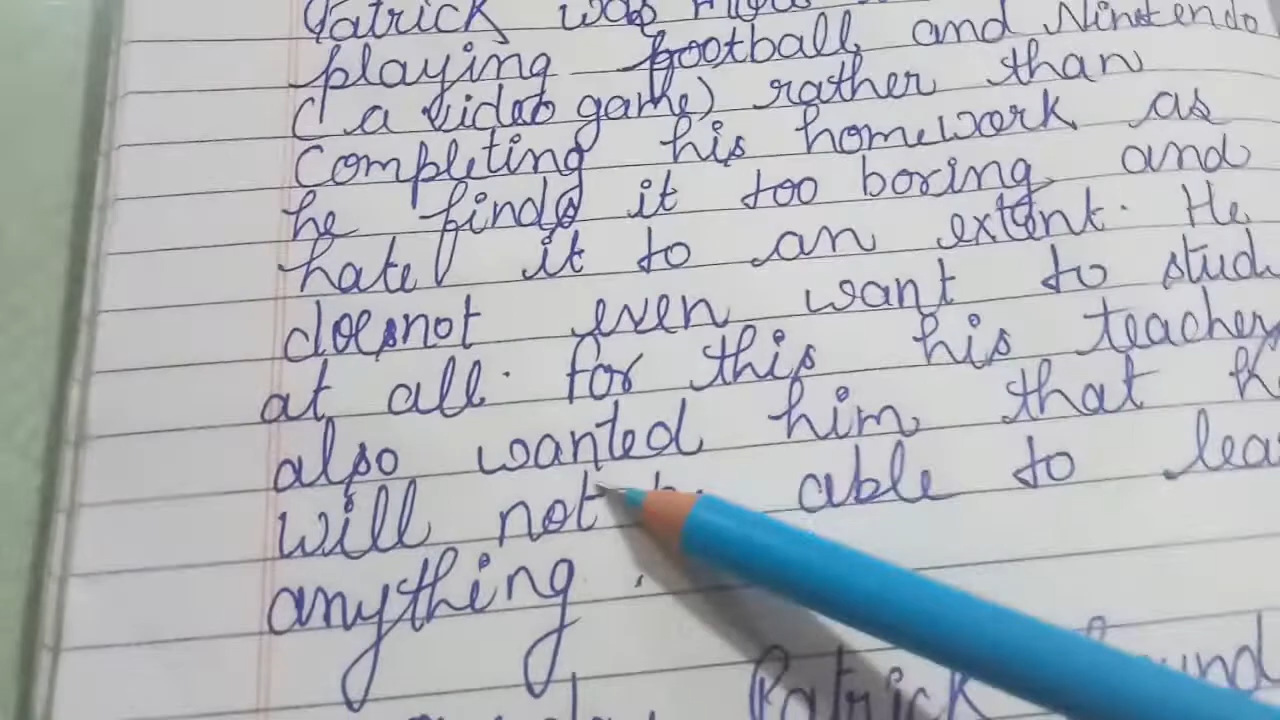 Patrick was
playing football and Nintendo
(a video game) rather than
Completing his homework as
he finds it too boring and
hate it to an extent. He
doesnot even want to stud
at all. for this his teacher
also wanted him that h
will not able to lea
anything.
Patrick